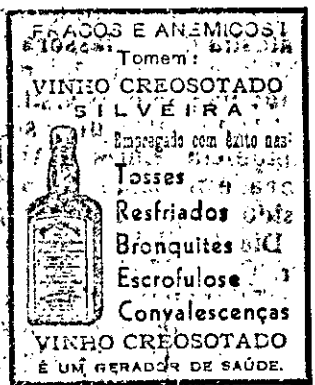 FRACOS E ANEMICOS!
Tomem:
VINHO CREOSOTADO
SILVEIRA
Empregado com êxito nas:
Tosses
Resfriados
Bronquites
Escrofulose
Convalescenças
VINHO CREOSOTADO
É UM GERADOR DE SAÚDE.